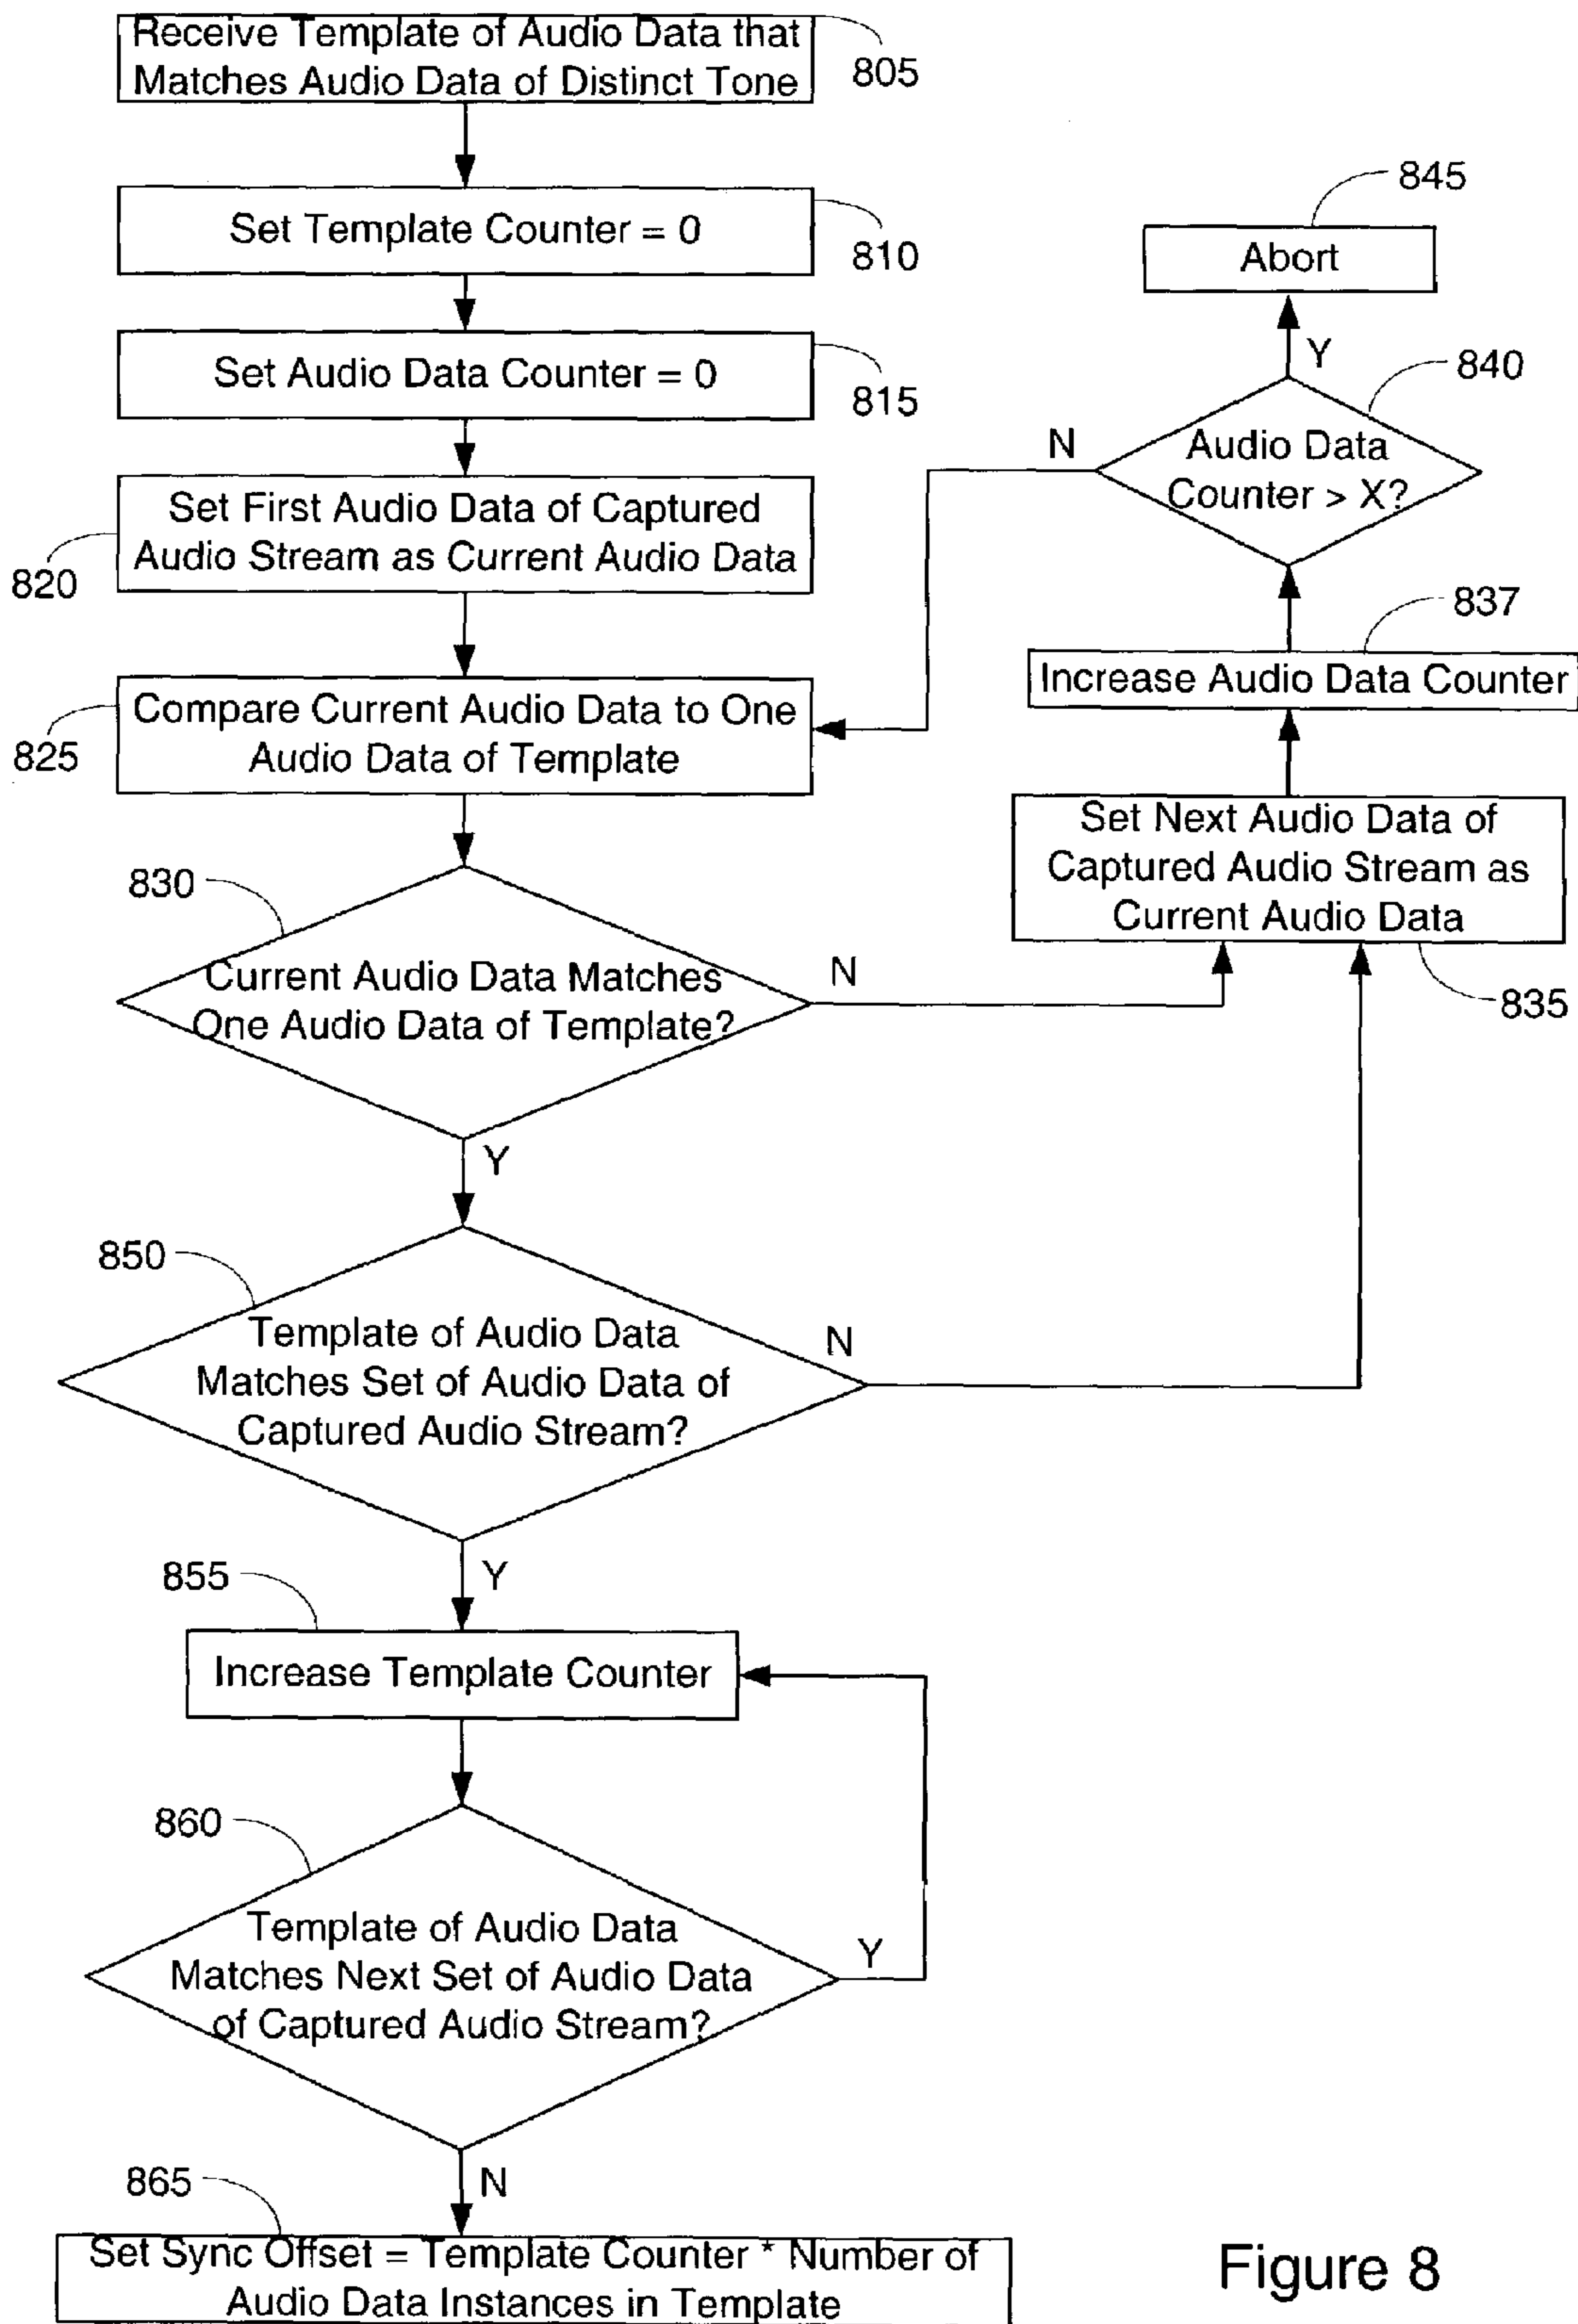 Receive Template of Audio Data that
Matches Audio Data of Distinct Tone
805
Set Template Counter = 0
810
Set Audio Data Counter = 0
815
Set First Audio Data of Captured
Audio Stream as Current Audio Data
820
Compare Current Audio Data to One
Audio Data of Template
825
830
Current Audio Data Matches
One Audio Data of Template?
N
Y
845
Abort
Y
840
N
Audio Data
Counter > X?
837
Increase Audio Data Counter
Set Next Audio Data of
Captured Audio Stream as
Current Audio Data
835
850
Template of Audio Data
Matches Set of Audio Data of
Captured Audio Stream?
N
Y
855
Increase Template Counter
860
Template of Audio Data
Matches Next Set of Audio Data
of Captured Audio Stream?
Y
N
865
Set Sync Offset = Template Counter * Number of
Audio Data Instances in Template
Figure 8